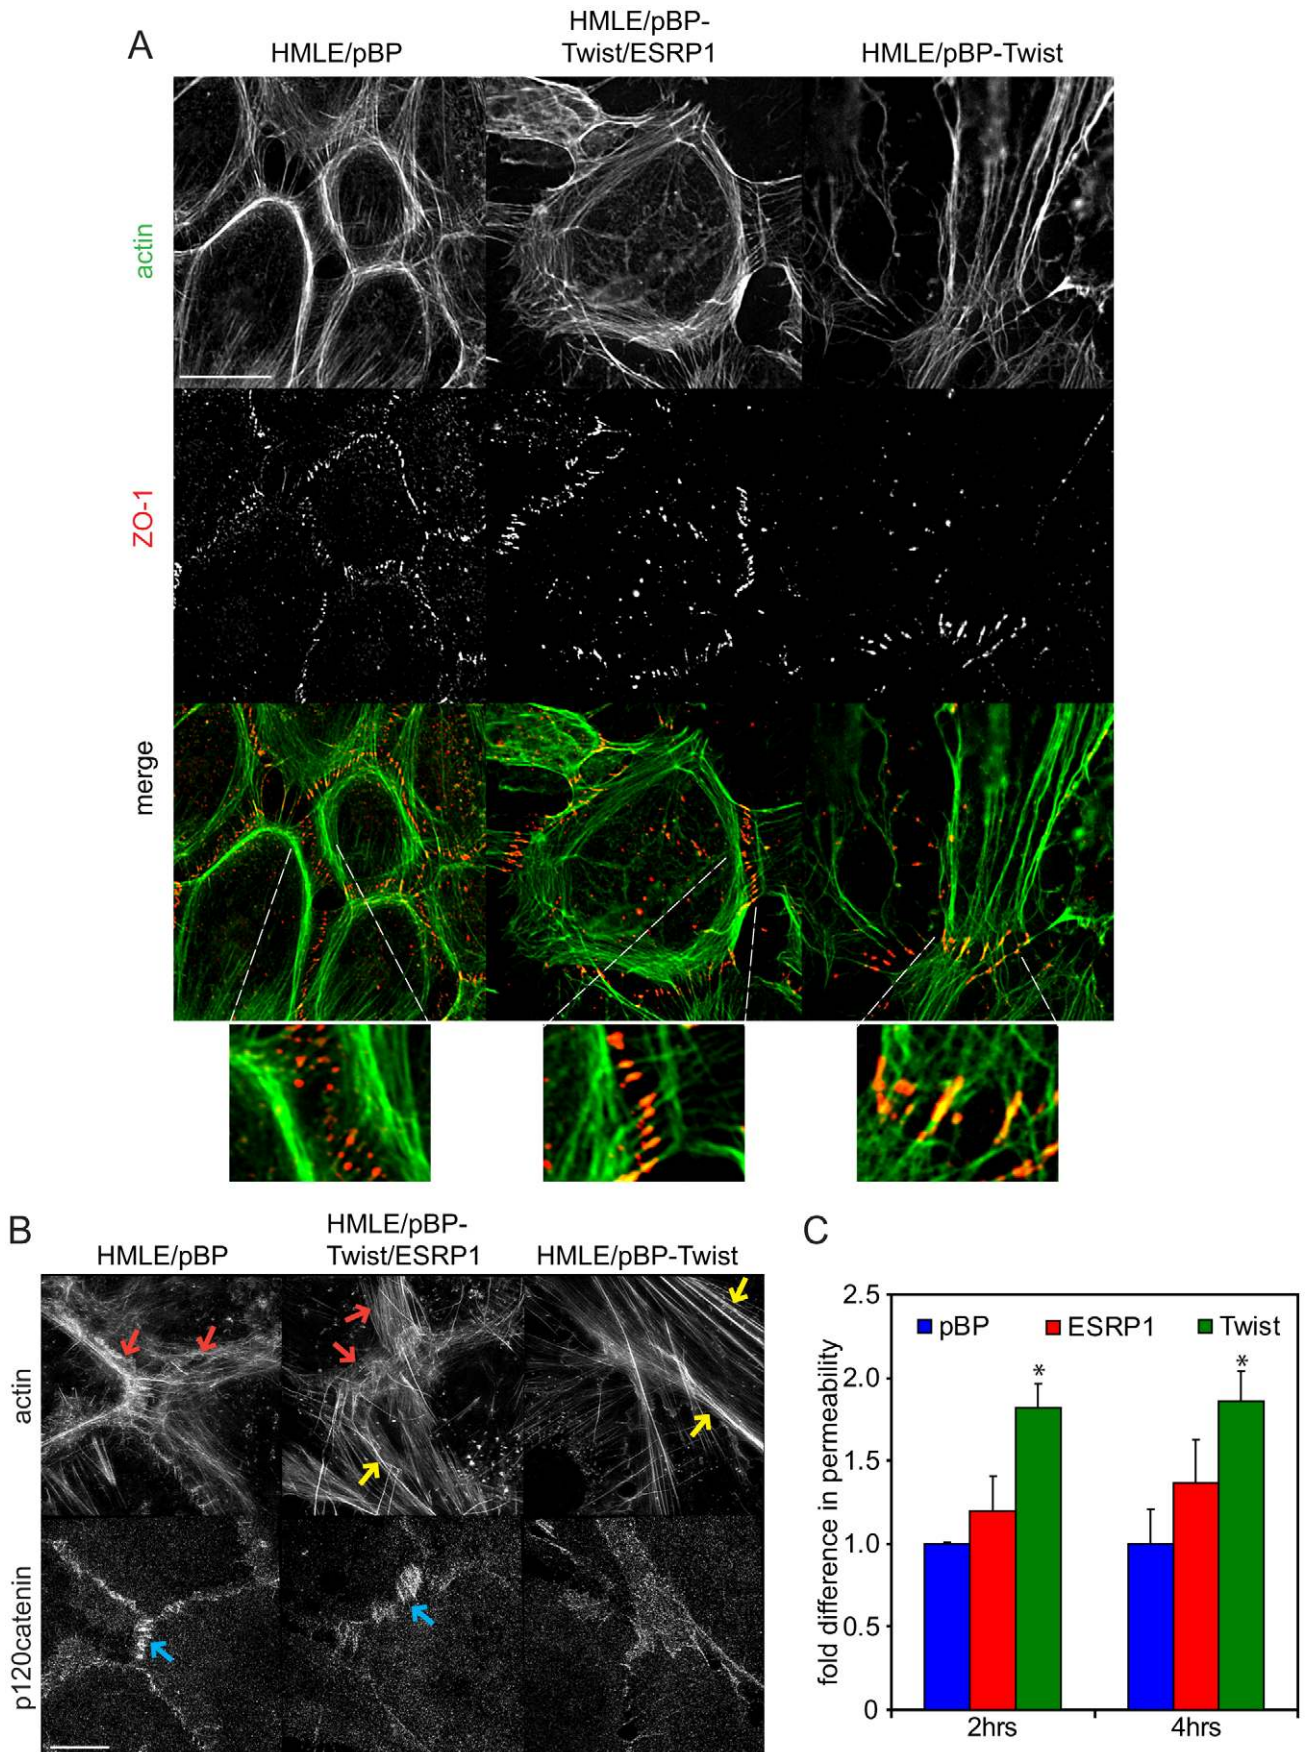 A
HMLE/pBP
HMLE/pBP-
Twist/ESRP1
HMLE/pBP-Twist
actin
ZO-1
merge
B
HMLE/pBP
HMLE/pBP-
Twist/ESRP1
HMLE/pBP-Twist
actin
p120catenin
C
fold difference in permeability
2.5
2.0
1.5
1.0
0.5
0
pBP
ESRP1
Twist
*
*
2hrs
4hrs